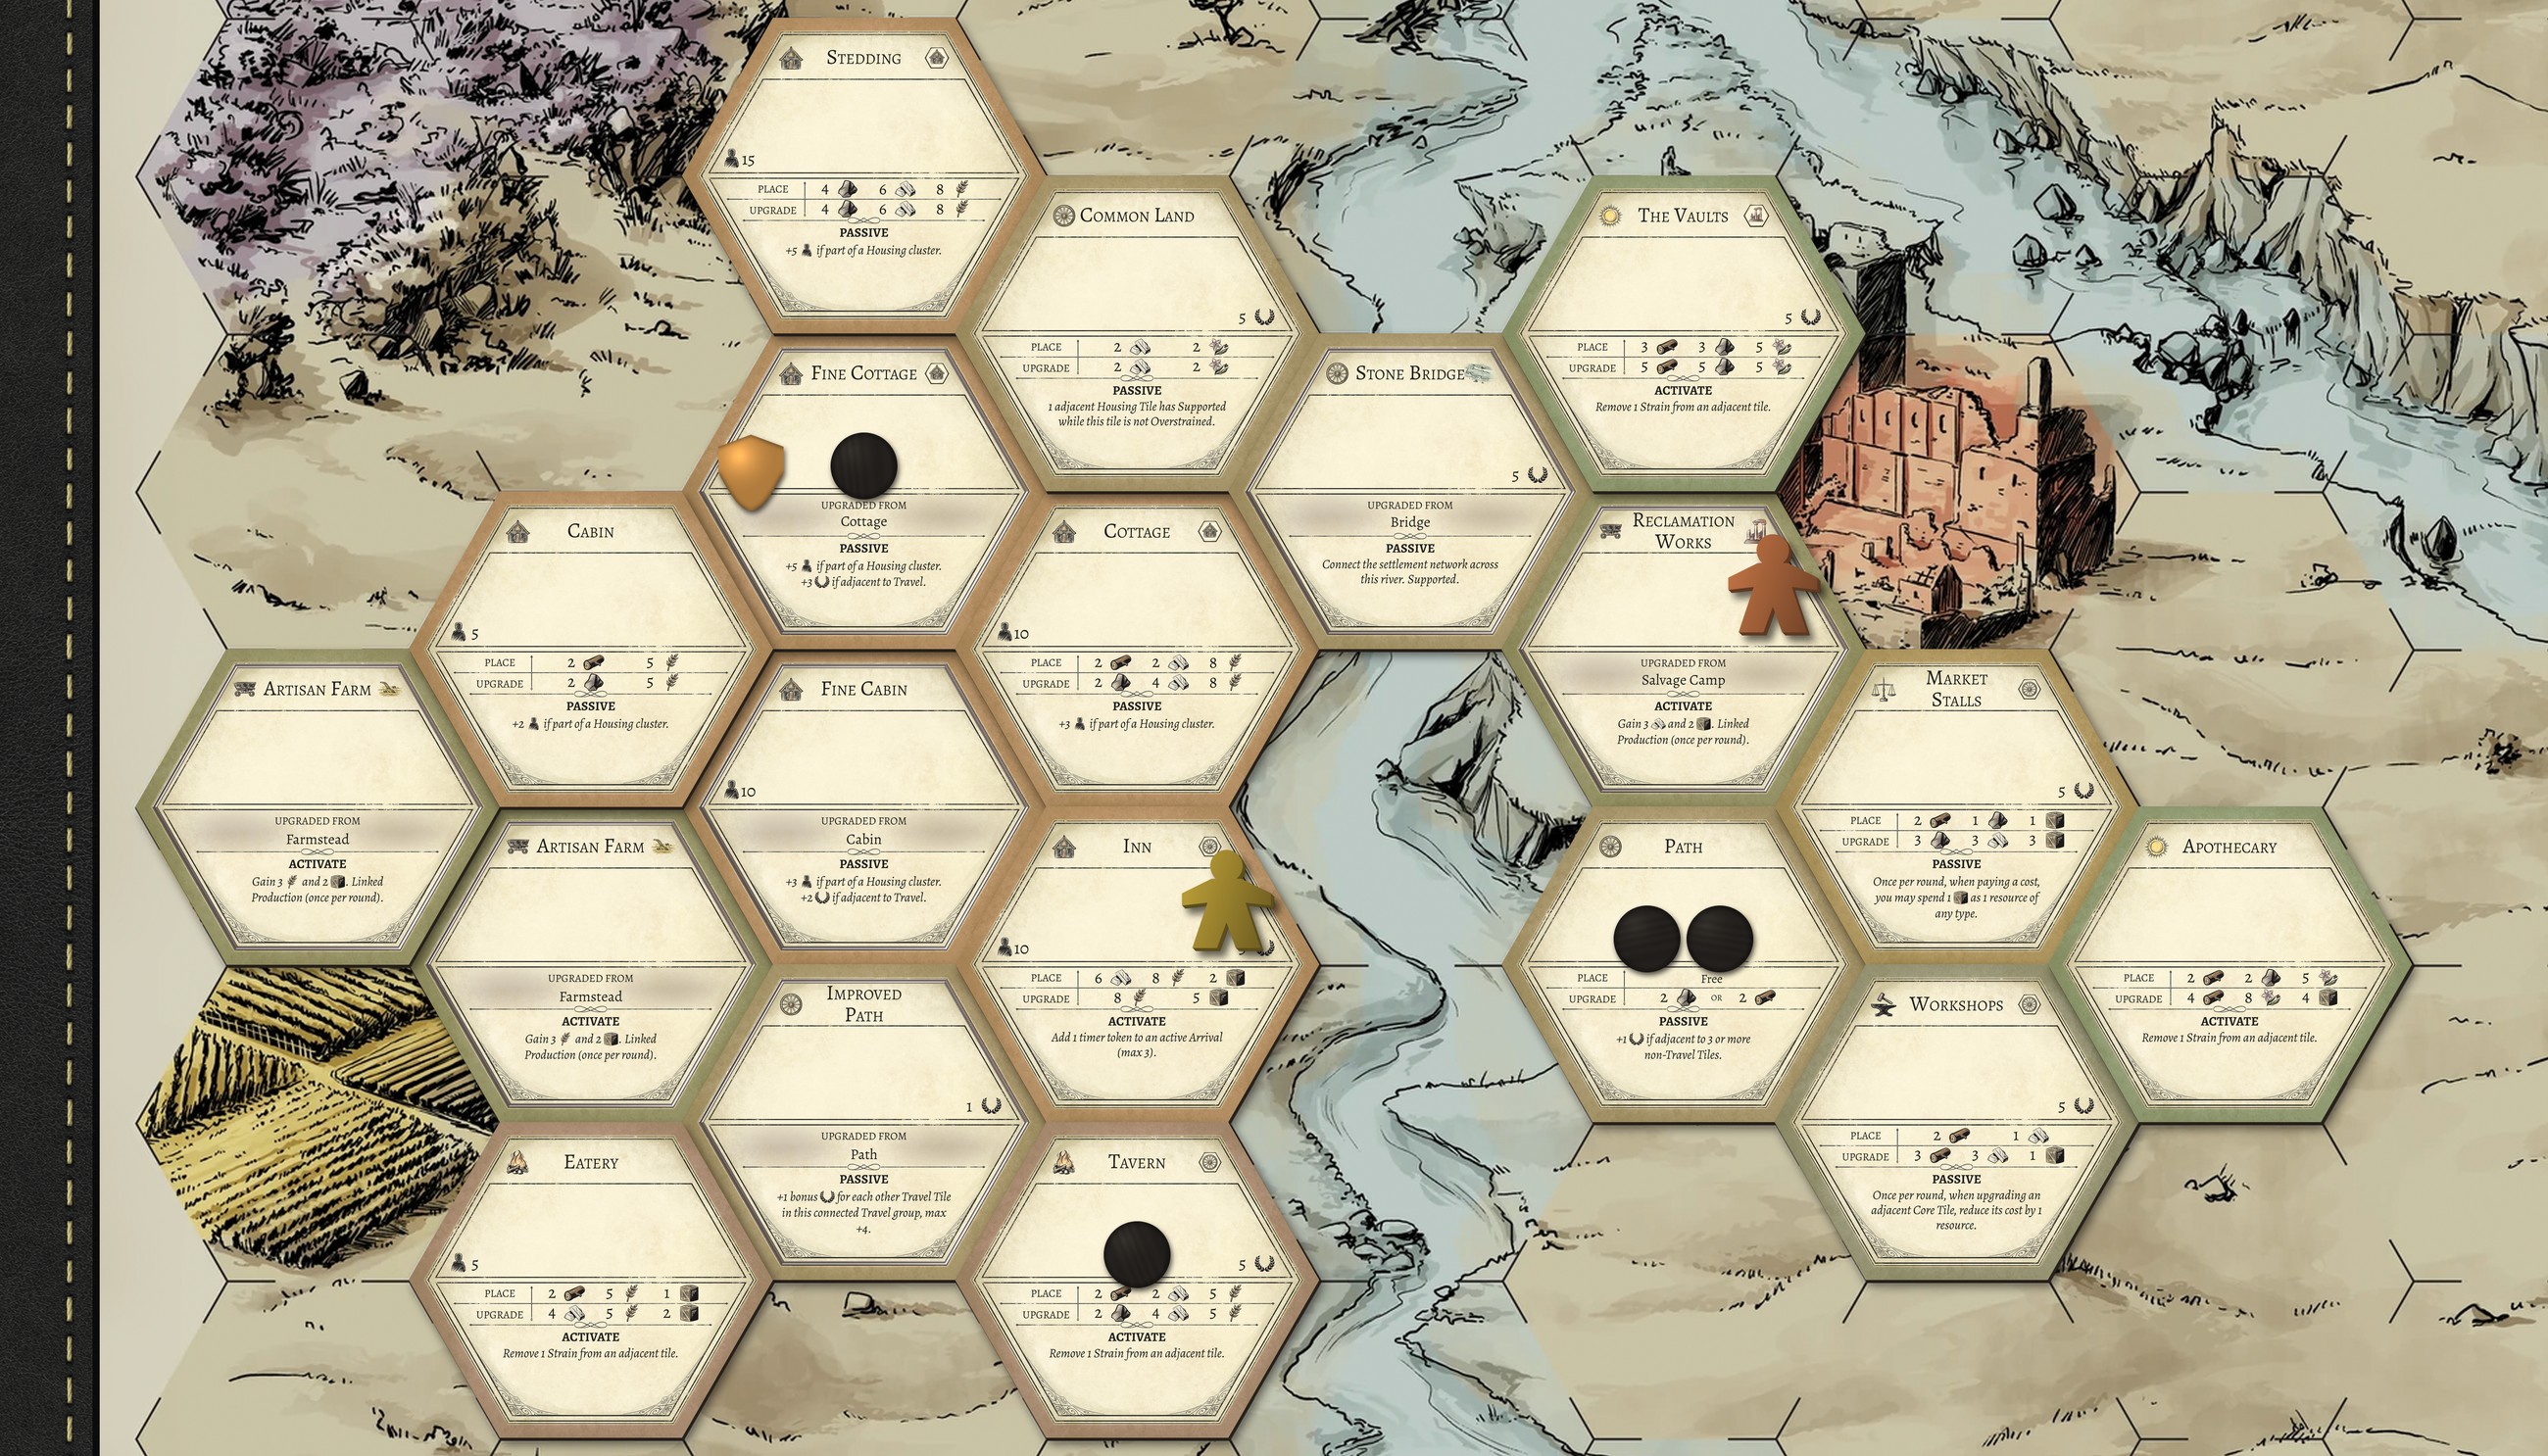 STEDDING
15
PLACE 4 6 8
UPGRADE 4 6 8
PASSIVE
+5 if part of a Housing cluster.
COMMON LAND
5
PLACE 2 2
UPGRADE 2 2
PASSIVE
1 adjacent Housing Tile has Supported
while this tile is not Overstrained.
THE VAULTS
5
PLACE 3 3 5
UPGRADE 5 5 5
ACTIVATE
Remove 1 Strain from an adjacent tile.
FINE COTTAGE
UPGRADED FROM
Cottage
PASSIVE
+5 if part of a Housing cluster.
+3 if adjacent to Travel.
STONE BRIDGE
5
UPGRADED FROM
Bridge
PASSIVE
Connect the settlement network across
this river. Supported.
CABIN
5
PLACE 2 5
UPGRADE 2 5
PASSIVE
+2 if part of a Housing cluster.
COTTAGE
10
PLACE 2 2 8
UPGRADE 2 4 8
PASSIVE
+3 if part of a Housing cluster.
RECLAMATION
WORKS
UPGRADED FROM
Salvage Camp
ACTIVATE
Gain 3 and 2 . Linked
Production (once per round).
ARTISAN FARM
UPGRADED FROM
Farmstead
ACTIVATE
Gain 3 and 2 . Linked
Production (once per round).
FINE CABIN
10
UPGRADED FROM
Cabin
PASSIVE
+3 if part of a Housing cluster.
+2 if adjacent to Travel.
MARKET
STALLS
5
PLACE 2 1 1
UPGRADE 3 3 3
PASSIVE
Once per round, when paying a cost,
you may spend 1 as 1 resource of
any type.
ARTISAN FARM
UPGRADED FROM
Farmstead
ACTIVATE
Gain 3 and 2 . Linked
Production (once per round).
INN
10
PLACE 6 8 2
UPGRADE 8 5
ACTIVATE
Add 1 timer token to an active Arrival
(max 3).
PATH
PLACE Free
UPGRADE 2 OR 2
PASSIVE
+1 if adjacent to 3 or more
non-Travel Tiles.
APOTHECARY
PLACE 2 2 5
UPGRADE 4 8 4
ACTIVATE
Remove 1 Strain from an adjacent tile.
IMPROVED
PATH
1
UPGRADED FROM
Path
PASSIVE
+1 bonus for each other Travel Tile
in this connected Travel group, max
+4.
WORKSHOPS
5
PLACE 2 1
UPGRADE 3 3 1
PASSIVE
Once per round, when upgrading an
adjacent Core Tile, reduce its cost by 1
resource.
EATERY
5
PLACE 2 5 1
UPGRADE 4 5 2
ACTIVATE
Remove 1 Strain from an adjacent tile.
TAVERN
5
PLACE 2 2 5
UPGRADE 2 4 5
ACTIVATE
Remove 1 Strain from an adjacent tile.